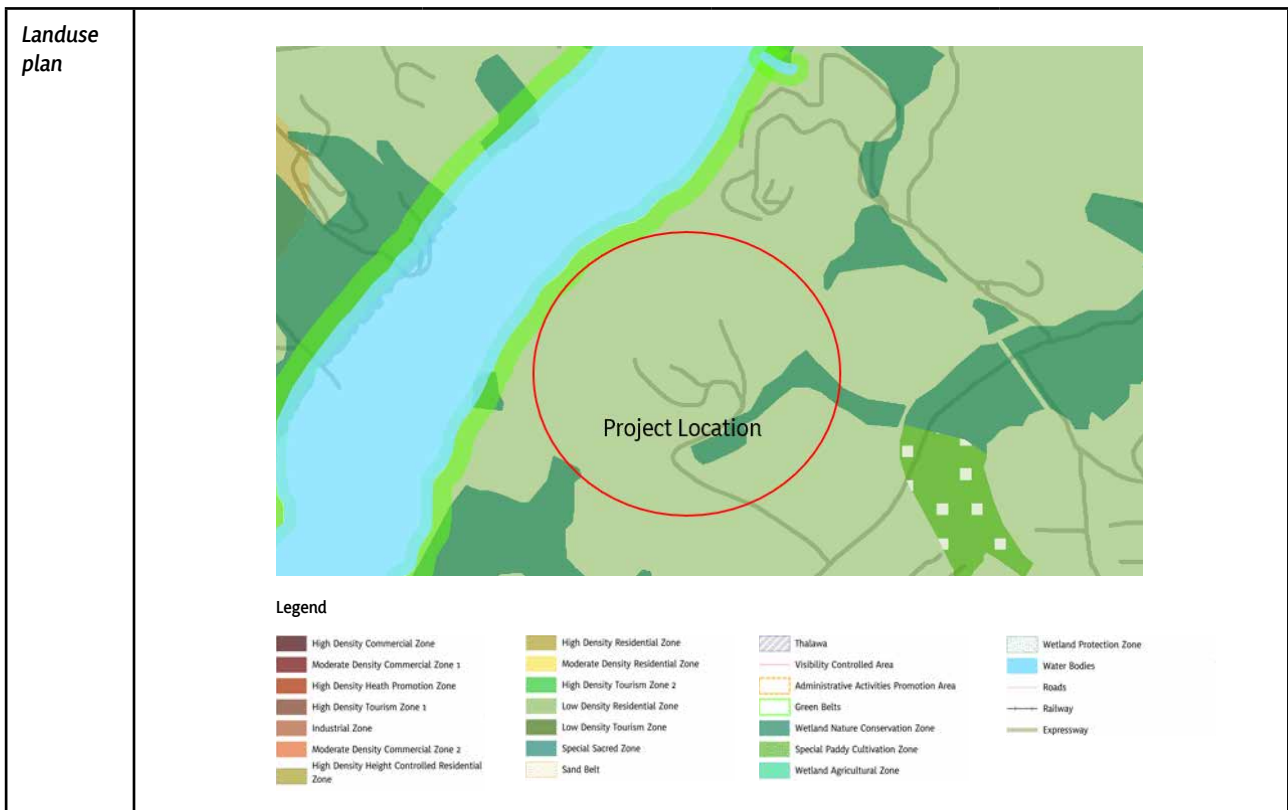 Landuse
plan
Project Location
Legend
High Density Commercial Zone
Moderate Density Commercial Zone 1
High Density Heath Promotion Zone
High Density Tourism Zone 1
Industrial Zone
Moderate Density Commercial Zone 2
High Density Height Controlled Residential
Zone
High Density Residential Zone
Moderate Density Residential Zone
High Density Tourism Zone 2
Low Density Residential Zone
Low Density Tourism Zone
Special Sacred Zone
Sand Belt
Thalawa
Visibility Controlled Area
Administrative Activities Promotion Area
Green Belts
Wetland Nature Conservation Zone
Special Paddy Cultivation Zone
Wetland Agricultural Zone
Wetland Protection Zone
Water Bodies
Roads
Railway
Expressway